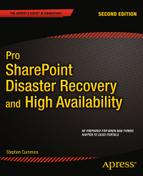 THE EXPERT'S VOICE® IN SHAREPOINT
SECOND EDITION
Pro
SharePoint
Disaster Recovery
and High Availability
BE PREPARED FOR WHEN BAD THINGS
HAPPEN TO GOOD PORTALS
Stephen Cummins
Apress®